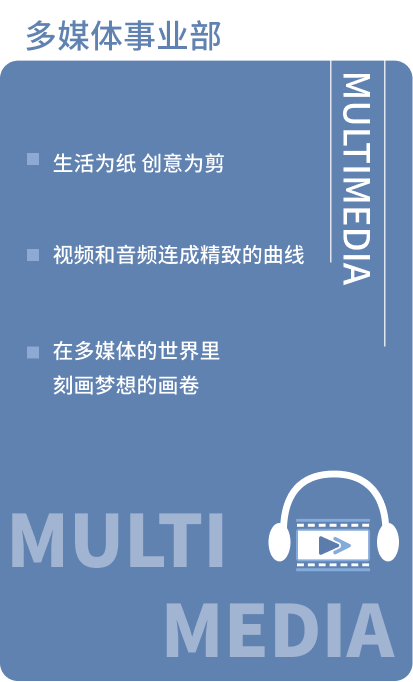 多媒体事业部
MULTIMEDIA
生活为纸 创意为剪
视频和音频连成精致的曲线
在多媒体的世界里
刻画梦想的画卷
MULTI
MEDIA